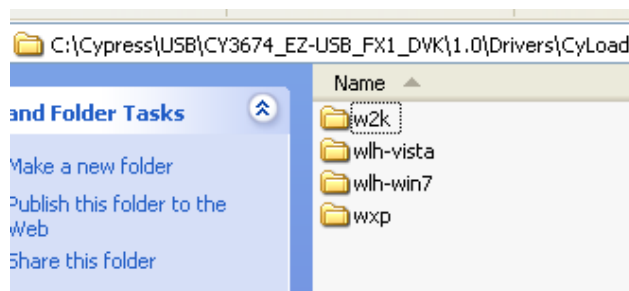 C:\Cypress\USB\CY3674_EZ-USB_FX1_DVK\1.0\Drivers\CyLoad
Name
and Folder Tasks
w2k
wlh-vista
Make a new folder
wlh-win7
Publish this folder to the
Web
wxp
Share this folder